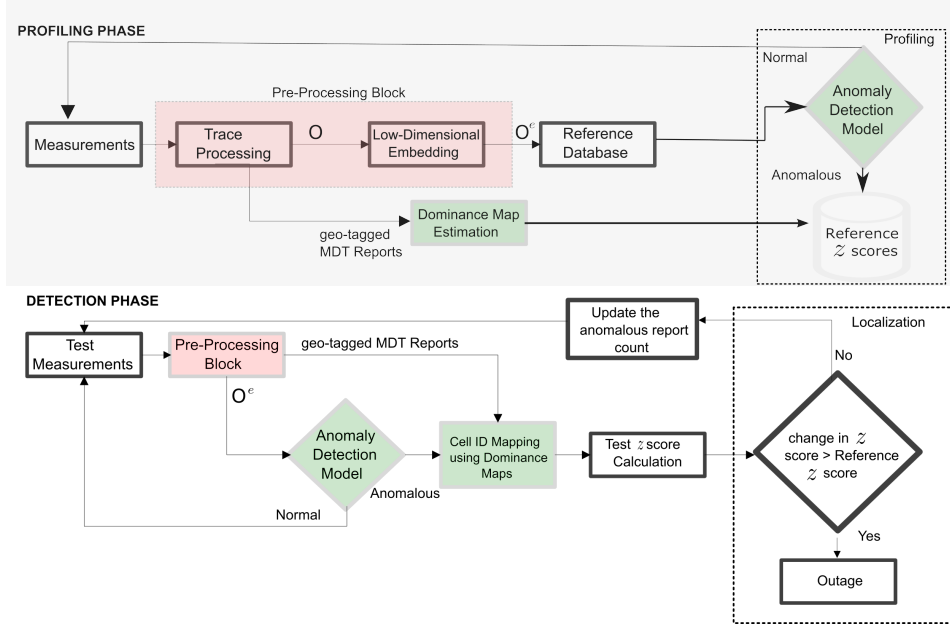 PROFILING PHASE
Profiling
Normal
Pre-Processing Block
Measurements
Trace
Processing
O
Low-Dimensional
Embedding
Oᵉ
Reference
Database
Anomaly
Detection
Model
Anomalous
geo-tagged
MDT Reports
Dominance Map
Estimation
Reference
z scores
DETECTION PHASE
Update the
anomalous report
count
Localization
Test
Measurements
Pre-Processing
Block
geo-tagged MDT Reports
No
Oᵉ
Anomaly
Detection
Model
Anomalous
Normal
Cell ID Mapping
using Dominance
Maps
Test z score
Calculation
change in z
score > Reference
z score
Yes
Outage